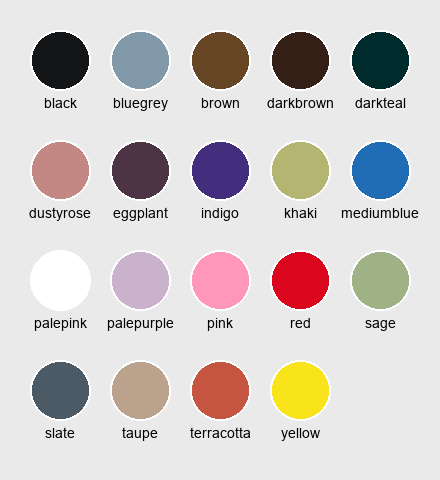 black bluegrey brown darkbrown darkteal
dustyrose eggplant indigo khaki mediumblue
palepink palepurple pink red sage
slate taupe terracotta yellow